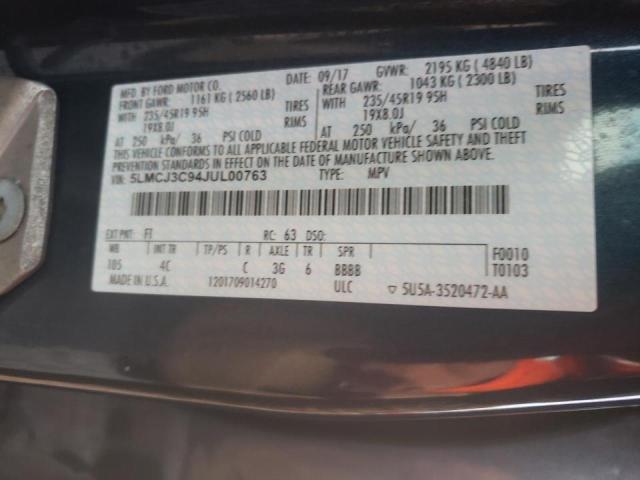 MFD. BY FORD MOTOR CO. DATE: 09/17 GVWR: 2195 KG ( 4840 LB)
FRONT GAWR: 1161 KG ( 2560 LB) REAR GAWR: 1043 KG ( 2300 LB)
WITH 235/45R19 95H TIRES WITH 235/45R19 95H TIRES
19X8.0J RIMS 19X8.0J RIMS
AT 250 kPa/ 36 PSI COLD AT 250 kPa/ 36 PSI COLD
THIS VEHICLE CONFORMS TO ALL APPLICABLE FEDERAL MOTOR VEHICLE SAFETY AND THEFT
PREVENTION STANDARDS IN EFFECT ON THE DATE OF MANUFACTURE SHOWN ABOVE.
VIN: 5LMCJ3C94JUL00763 TYPE: MPV
EXT PNT: F1 RC: 63 DSO:
WB INT TR TP/PS R AXLE TR SPR F0010
105 4C C 3G 6 BBBB T0103
MADE IN U.S.A. 1201709014270 ULC ▽ 5U5A-3520472-AA